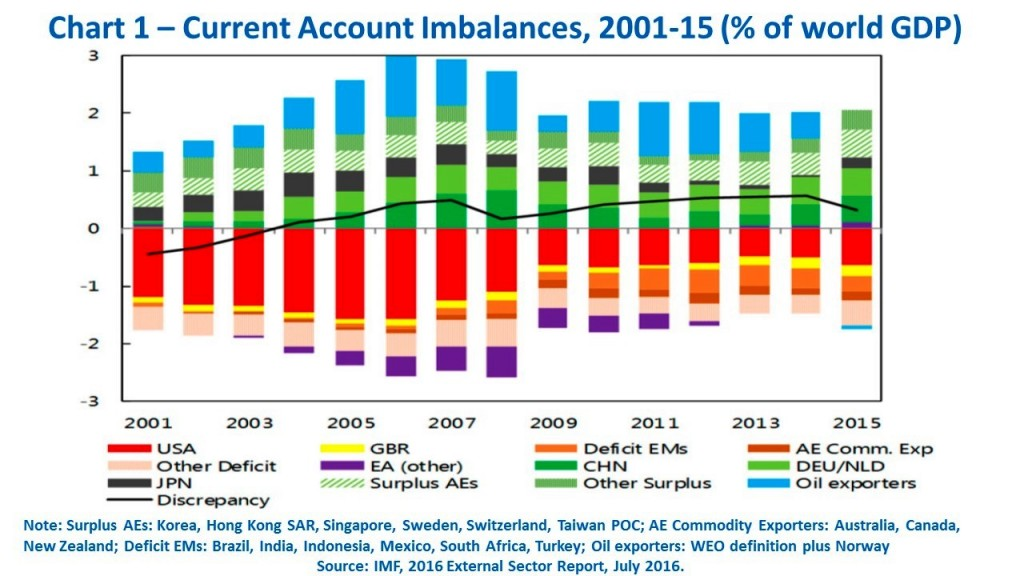 Chart 1 – Current Account Imbalances, 2001-15 (% of world GDP)
3
2
1
0
-1
-2
-3
2001 2003 2005 2007 2009 2011 2013 2015
USA GBR Deficit EMs AE Comm. Exp
Other Deficit EA (other) CHN DEU/NLD
JPN Surplus AEs Other Surplus Oil exporters
Discrepancy
Note: Surplus AEs: Korea, Hong Kong SAR, Singapore, Sweden, Switzerland, Taiwan POC; AE Commodity Exporters: Australia, Canada,
New Zealand; Deficit EMs: Brazil, India, Indonesia, Mexico, South Africa, Turkey; Oil exporters: WEO definition plus Norway
Source: IMF, 2016 External Sector Report, July 2016.